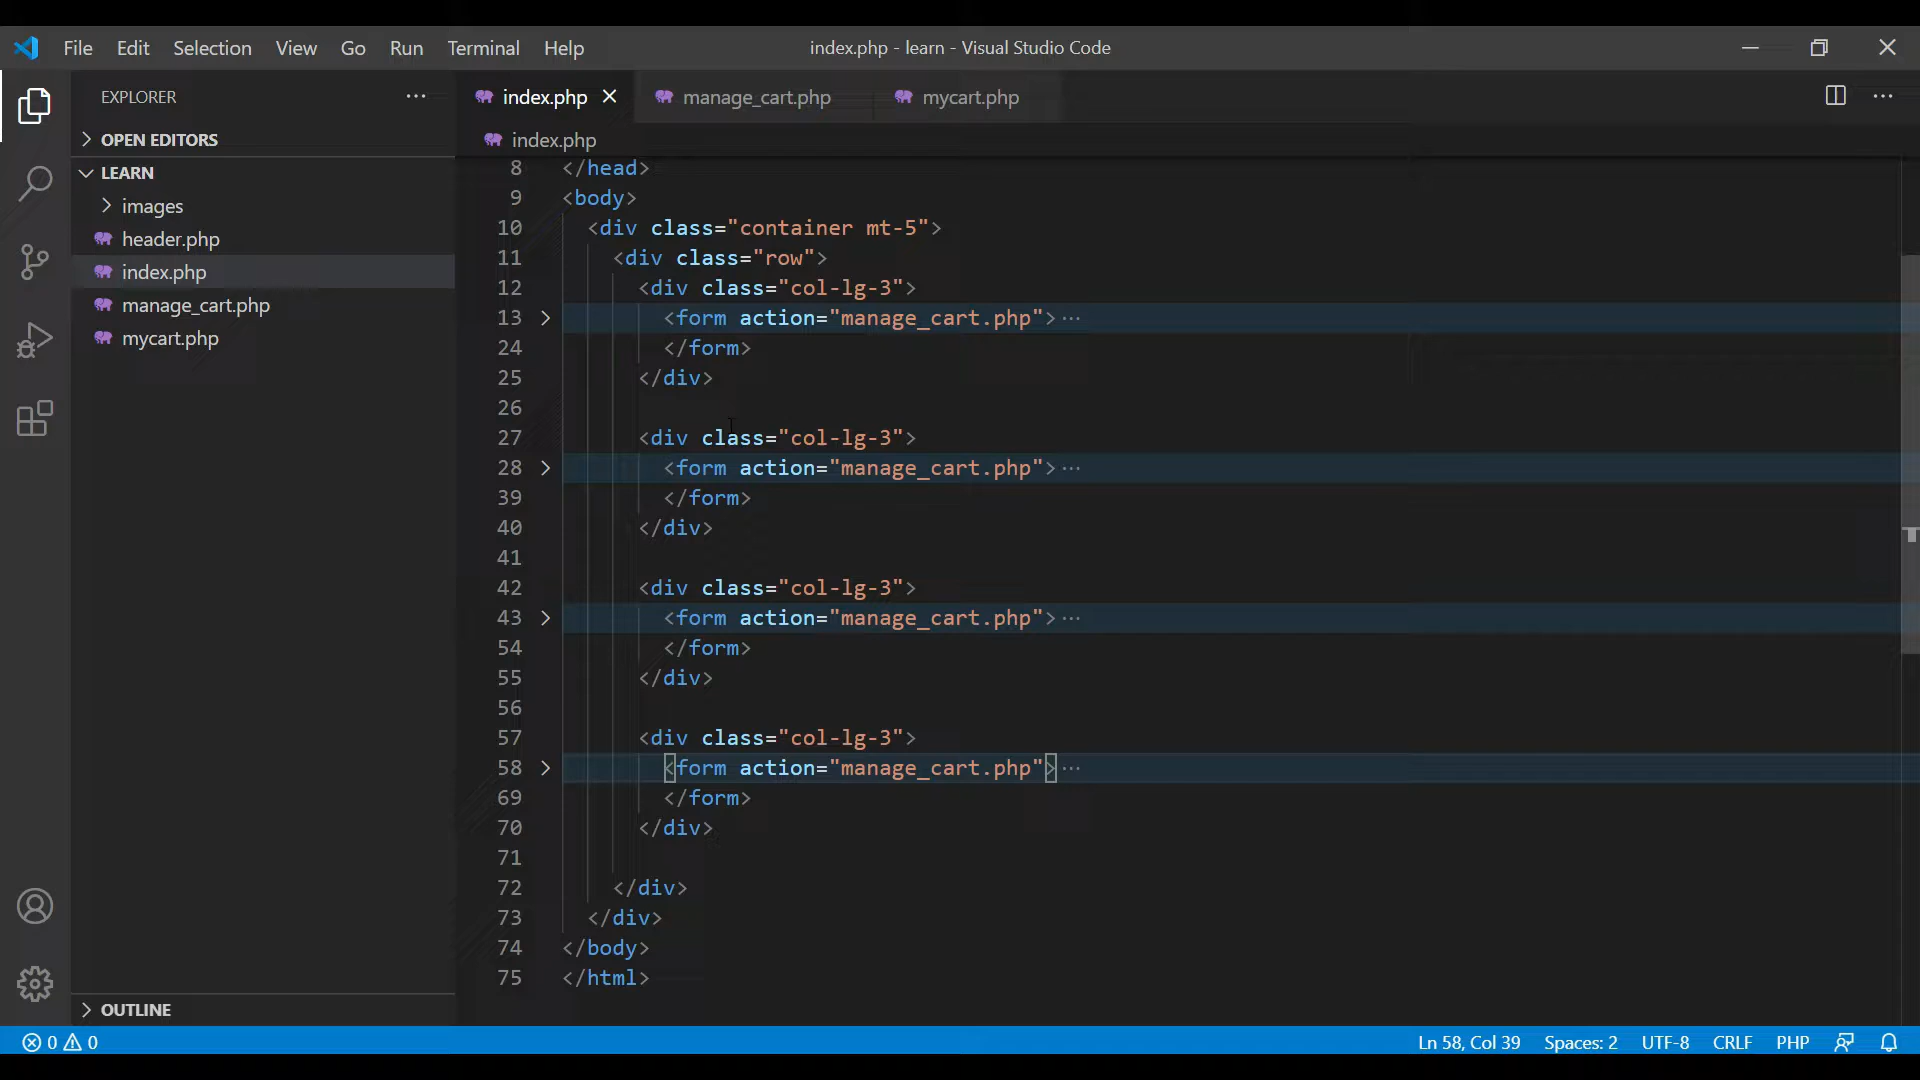 File Edit Selection View Go Run Terminal Help
index.php - learn - Visual Studio Code
EXPLORER
OPEN EDITORS
LEARN
images
header.php
index.php
manage_cart.php
mycart.php
OUTLINE
index.php manage_cart.php mycart.php
index.php
8 </head>
9 <body>
10 <div class="container mt-5">
11 <div class="row">
12 <div class="col-lg-3">
13 <form action="manage_cart.php"> ···
24 </form>
25 </div>
26
27 <div class="col-lg-3">
28 <form action="manage_cart.php"> ···
39 </form>
40 </div>
41
42 <div class="col-lg-3">
43 <form action="manage_cart.php"> ···
54 </form>
55 </div>
56
57 <div class="col-lg-3">
58 <form action="manage_cart.php"> ···
69 </form>
70 </div>
71
72 </div>
73 </div>
74 </body>
75 </html>
0 0 Ln 58, Col 39 Spaces: 2 UTF-8 CRLF PHP